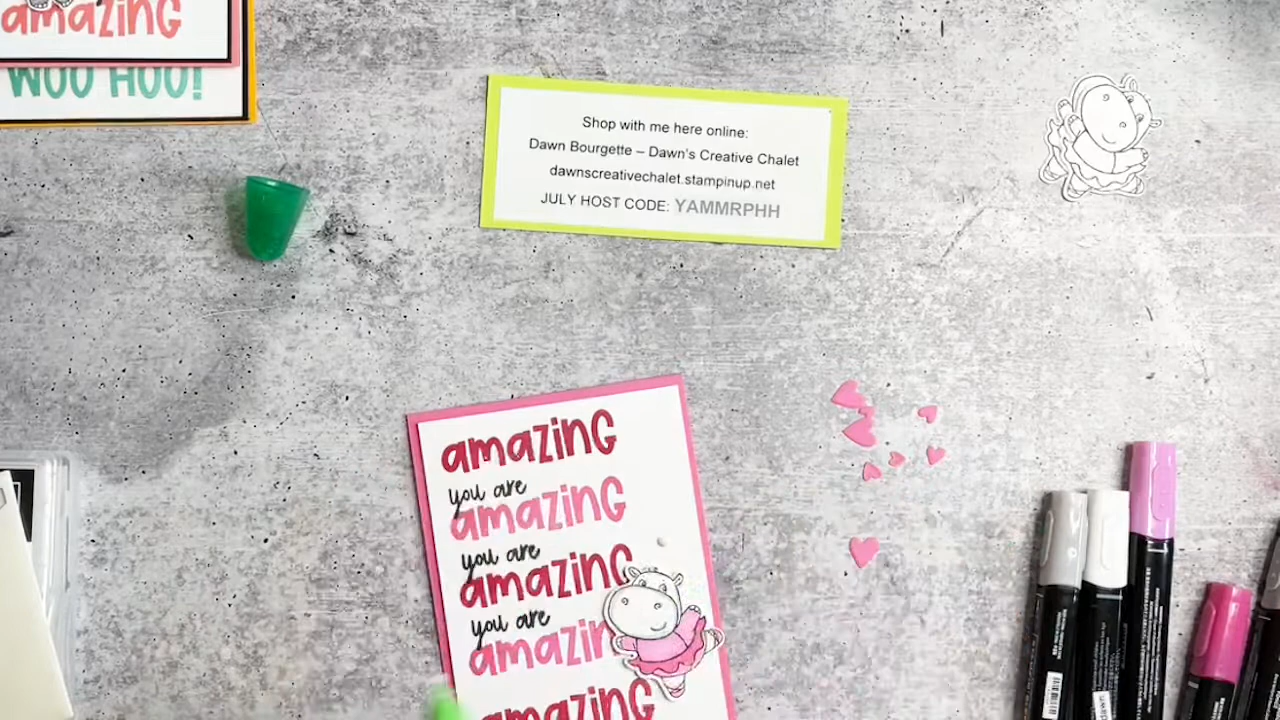 amazing
WOO HOO!
Shop with me here online:
Dawn Bourgette – Dawn's Creative Chalet
dawnscreativechalet.stampinup.net
JULY HOST CODE: YAMMRPHH
amazing
you are
amazing
you are
amazing
you are
amazin
amazing